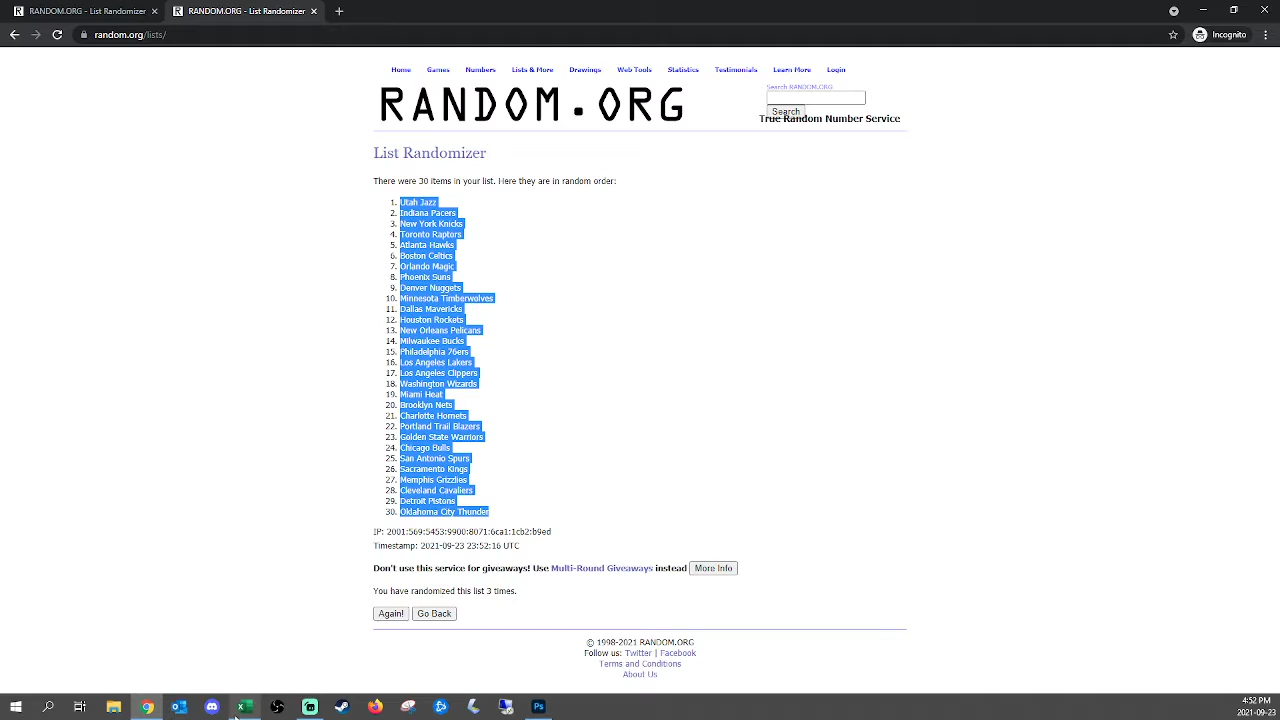 RANDOM.ORG - List Randomizer
RANDOM.ORG - List Randomizer
random.org/lists/
Incognito
Home Games Numbers Lists & More Drawings Web Tools Statistics Testimonials Learn More Login
Search RANDOM.ORG
RANDOM.ORG
Search
True Random Number Service
List Randomizer
There were 30 items in your list. Here they are in random order:
1. Utah Jazz
2. Indiana Pacers
3. New York Knicks
4. Toronto Raptors
5. Atlanta Hawks
6. Boston Celtics
7. Orlando Magic
8. Phoenix Suns
9. Denver Nuggets
10. Minnesota Timberwolves
11. Dallas Mavericks
12. Houston Rockets
13. New Orleans Pelicans
14. Milwaukee Bucks
15. Philadelphia 76ers
16. Los Angeles Lakers
17. Los Angeles Clippers
18. Washington Wizards
19. Miami Heat
20. Brooklyn Nets
21. Charlotte Hornets
22. Portland Trail Blazers
23. Golden State Warriors
24. Chicago Bulls
25. San Antonio Spurs
26. Sacramento Kings
27. Memphis Grizzlies
28. Cleveland Cavaliers
29. Detroit Pistons
30. Oklahoma City Thunder
IP: 2001:569:5453:9900:8071:6ca1:1cb2:b9ed
Timestamp: 2021-09-23 23:52:16 UTC
Don't use this service for giveaways! Use Multi-Round Giveaways instead More Info
You have randomized this list 3 times.
Again! Go Back
© 1998-2021 RANDOM.ORG
Follow us: Twitter | Facebook
Terms and Conditions
About Us
4:52 PM
2021-09-23